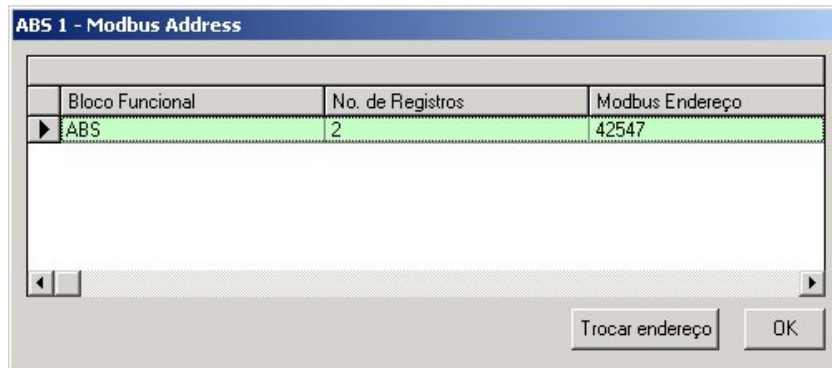 ABS 1 - Modbus Address
Bloco Funcional No. de Registros Modbus Endereço
ABS 2 42547
Trocar endereço OK